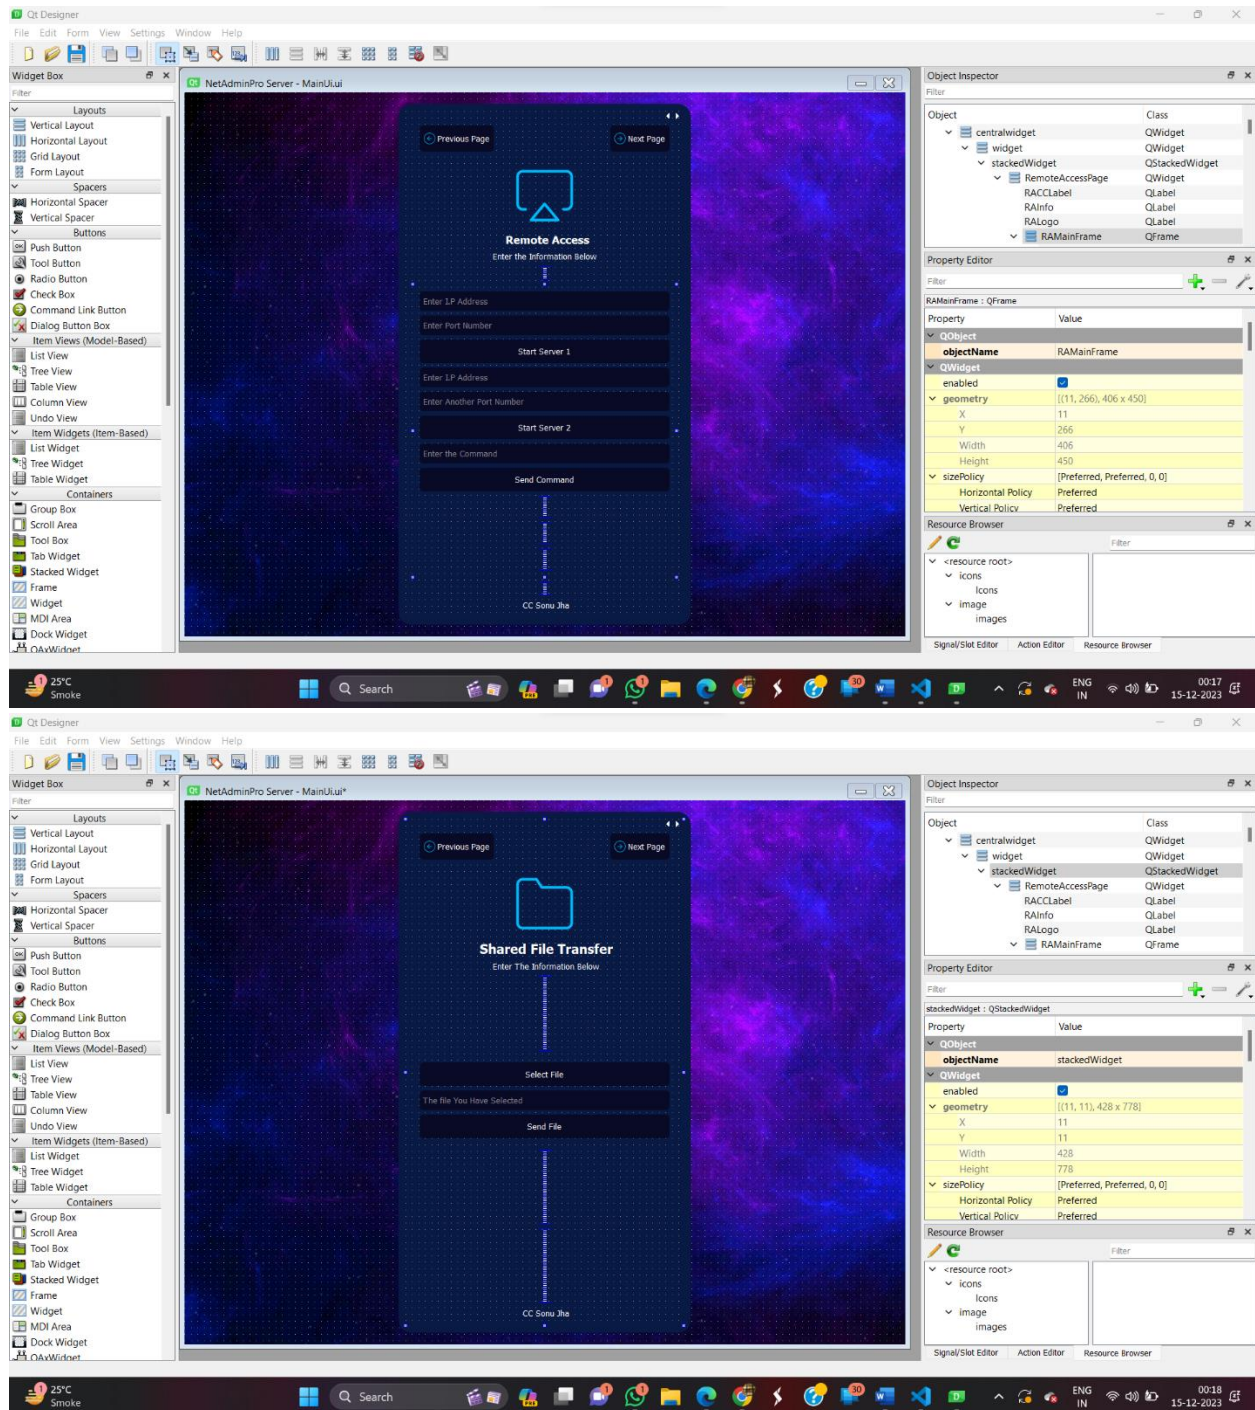 Qt Designer
File Edit Form View Settings Window Help
Widget Box
Filter
Layouts
Vertical Layout
Horizontal Layout
Grid Layout
Form Layout
Spacers
Horizontal Spacer
Vertical Spacer
Buttons
Push Button
Tool Button
Radio Button
Check Box
Command Link Button
Dialog Button Box
Item Views (Model-Based)
List View
Tree View
Table View
Column View
Undo View
Item Widgets (Item-Based)
List Widget
Tree Widget
Table Widget
Containers
Group Box
Scroll Area
Tool Box
Tab Widget
Stacked Widget
Frame
Widget
MDI Area
Dock Widget
QAxWidget
NetAdminPro Server - MainUi.ui
Previous Page Next Page
Remote Access
Enter the Information Below
Enter I.P Address
Enter Port Number
Start Server 1
Enter I.P Address
Enter Another Port Number
Start Server 2
Enter the Command
Send Command
CC Sonu Jha
Object Inspector
Filter
Object Class
centralwidget QWidget
widget QWidget
stackedWidget QStackedWidget
RemoteAccessPage QWidget
RACCLabel QLabel
RAInfo QLabel
RALogo QLabel
RAMainFrame QFrame
Property Editor
Filter
RAMainFrame : QFrame
Property Value
QObject
objectName RAMainFrame
QWidget
enabled
geometry [(11, 266), 406 x 450]
X 11
Y 266
Width 406
Height 450
sizePolicy [Preferred, Preferred, 0, 0]
Horizontal Policy Preferred
Vertical Policy Preferred
Resource Browser
Filter
<resource root>
icons
Icons
image
images
Signal/Slot Editor Action Editor Resource Browser
1 25°C
Smoke
Search
PRE 1 1 30
ENG
IN
00:17
15-12-2023
Qt Designer
File Edit Form View Settings Window Help
Widget Box
Filter
Layouts
Vertical Layout
Horizontal Layout
Grid Layout
Form Layout
Spacers
Horizontal Spacer
Vertical Spacer
Buttons
Push Button
Tool Button
Radio Button
Check Box
Command Link Button
Dialog Button Box
Item Views (Model-Based)
List View
Tree View
Table View
Column View
Undo View
Item Widgets (Item-Based)
List Widget
Tree Widget
Table Widget
Containers
Group Box
Scroll Area
Tool Box
Tab Widget
Stacked Widget
Frame
Widget
MDI Area
Dock Widget
QAxWidget
NetAdminPro Server - MainUi.ui*
Previous Page Next Page
Shared File Transfer
Enter The Information Below
Select File
The file You Have Selected
Send File
CC Sonu Jha
Object Inspector
Filter
Object Class
centralwidget QWidget
widget QWidget
stackedWidget QStackedWidget
RemoteAccessPage QWidget
RACCLabel QLabel
RAInfo QLabel
RALogo QLabel
RAMainFrame QFrame
Property Editor
Filter
stackedWidget : QStackedWidget
Property Value
QObject
objectName stackedWidget
QWidget
enabled
geometry [(11, 11), 428 x 778]
X 11
Y 11
Width 428
Height 778
sizePolicy [Preferred, Preferred, 0, 0]
Horizontal Policy Preferred
Vertical Policy Preferred
Resource Browser
Filter
<resource root>
icons
Icons
image
images
Signal/Slot Editor Action Editor Resource Browser
1 25°C
Smoke
Search
PRE 1 1 30
ENG
IN
00:18
15-12-2023